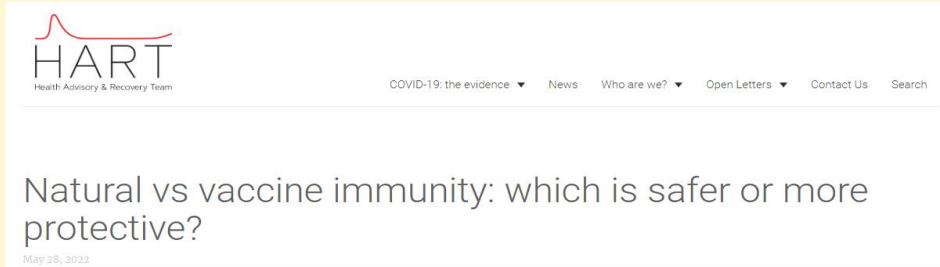 HART
Health Advisory & Recovery Team
COVID-19: the evidence ▼ News Who are we? ▼ Open Letters ▼ Contact Us Search
Natural vs vaccine immunity: which is safer or more
protective?
May 28, 2022